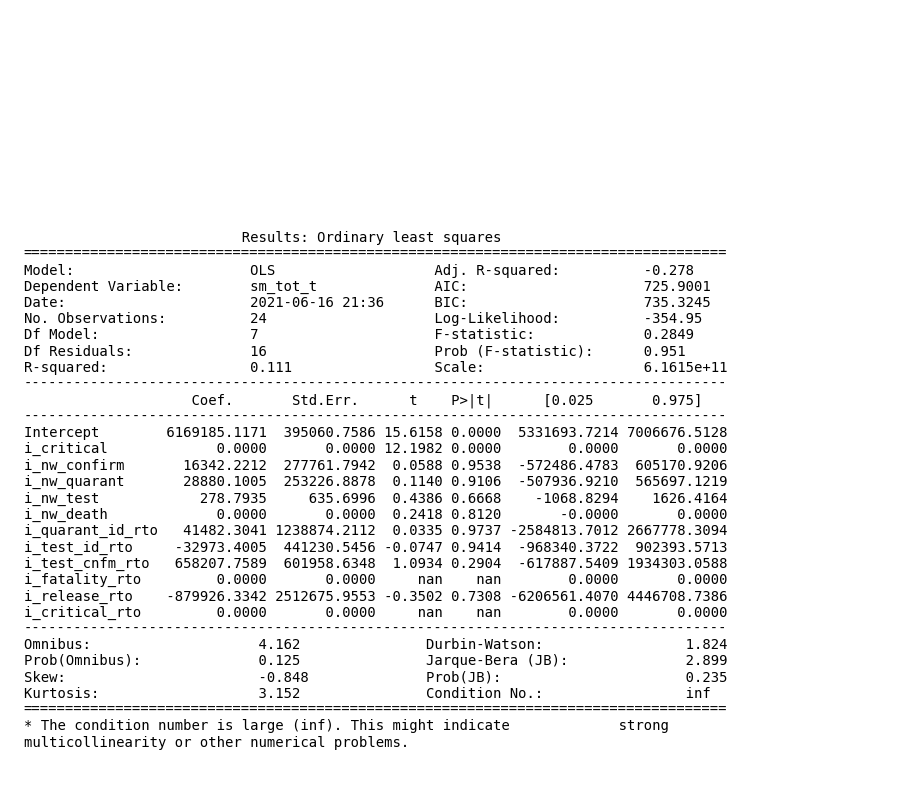 Results: Ordinary least squares
====================================================================================
Model: OLS Adj. R-squared: -0.278
Dependent Variable: sm_tot_t AIC: 725.9001
Date: 2021-06-16 21:36 BIC: 735.3245
No. Observations: 24 Log-Likelihood: -354.95
Df Model: 7 F-statistic: 0.2849
Df Residuals: 16 Prob (F-statistic): 0.951
R-squared: 0.111 Scale: 6.1615e+11
------------------------------------------------------------------------------------
Coef. Std.Err. t P>|t| [0.025 0.975]
------------------------------------------------------------------------------------
Intercept 6169185.1171 395060.7586 15.6158 0.0000 5331693.7214 7006676.5128
i_critical 0.0000 0.0000 12.1982 0.0000 0.0000 0.0000
i_nw_confirm 16342.2212 277761.7942 0.0588 0.9538 -572486.4783 605170.9206
i_nw_quarant 28880.1005 253226.8878 0.1140 0.9106 -507936.9210 565697.1219
i_nw_test 278.7935 635.6996 0.4386 0.6668 -1068.8294 1626.4164
i_nw_death 0.0000 0.0000 0.2418 0.8120 -0.0000 0.0000
i_quarant_id_rto 41482.3041 1238874.2112 0.0335 0.9737 -2584813.7012 2667778.3094
i_test_id_rto -32973.4005 441230.5456 -0.0747 0.9414 -968340.3722 902393.5713
i_test_cnfm_rto 658207.7589 601958.6348 1.0934 0.2904 -617887.5409 1934303.0588
i_fatality_rto 0.0000 0.0000 nan nan 0.0000 0.0000
i_release_rto -879926.3342 2512675.9553 -0.3502 0.7308 -6206561.4070 4446708.7386
i_critical_rto 0.0000 0.0000 nan nan 0.0000 0.0000
------------------------------------------------------------------------------------
Omnibus: 4.162 Durbin-Watson: 1.824
Prob(Omnibus): 0.125 Jarque-Bera (JB): 2.899
Skew: -0.848 Prob(JB): 0.235
Kurtosis: 3.152 Condition No.: inf
====================================================================================
* The condition number is large (inf). This might indicate strong
multicollinearity or other numerical problems.